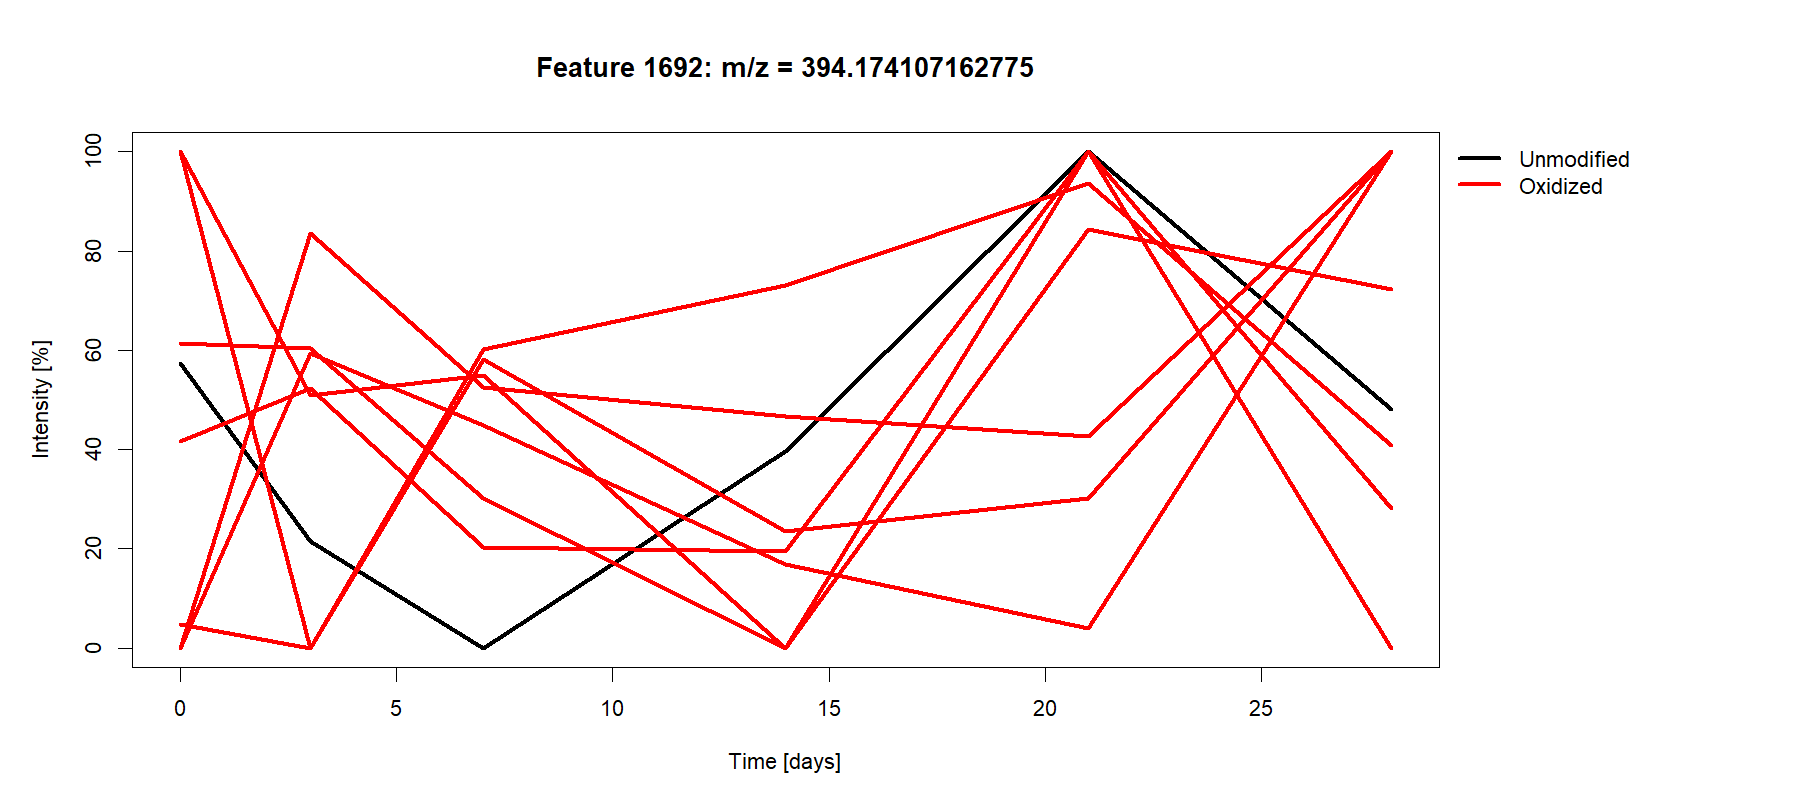 Feature 1692: m/z = 394.174107162775
Unmodified
Oxidized
100
80
60
40
20
0
Intensity [%]
0 5 10 15 20 25
Time [days]